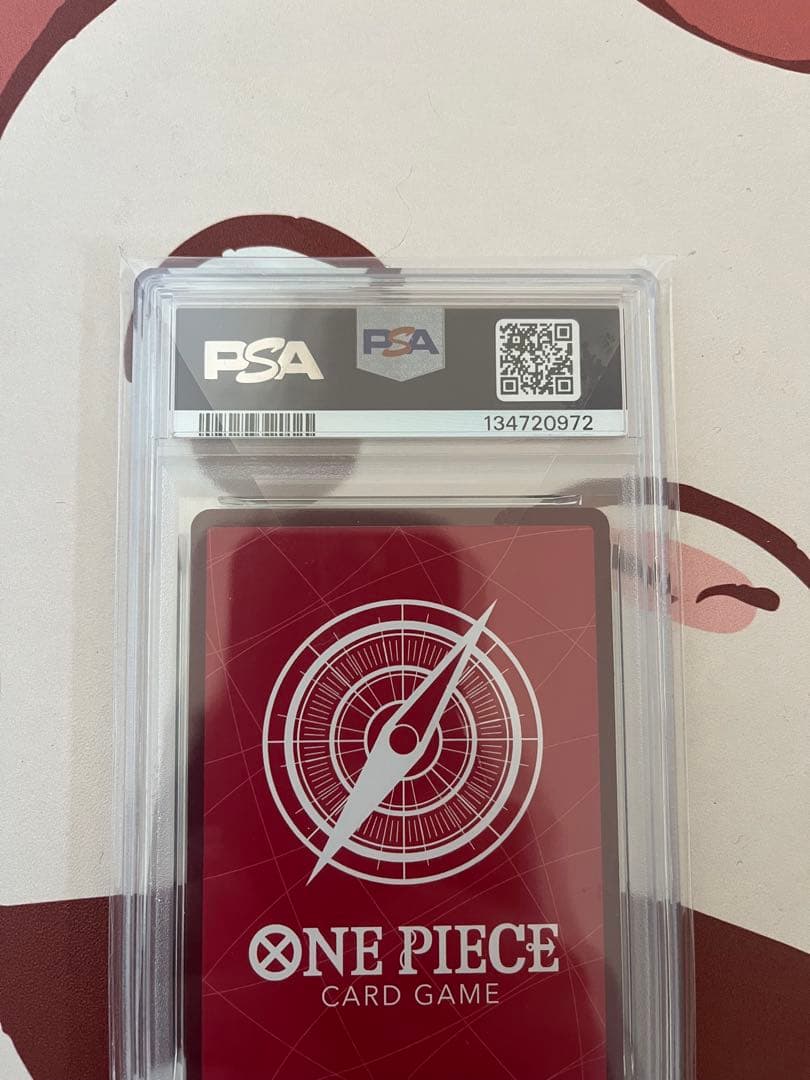 PSA
PSA
134720972
ONE PIECE
CARD GAME